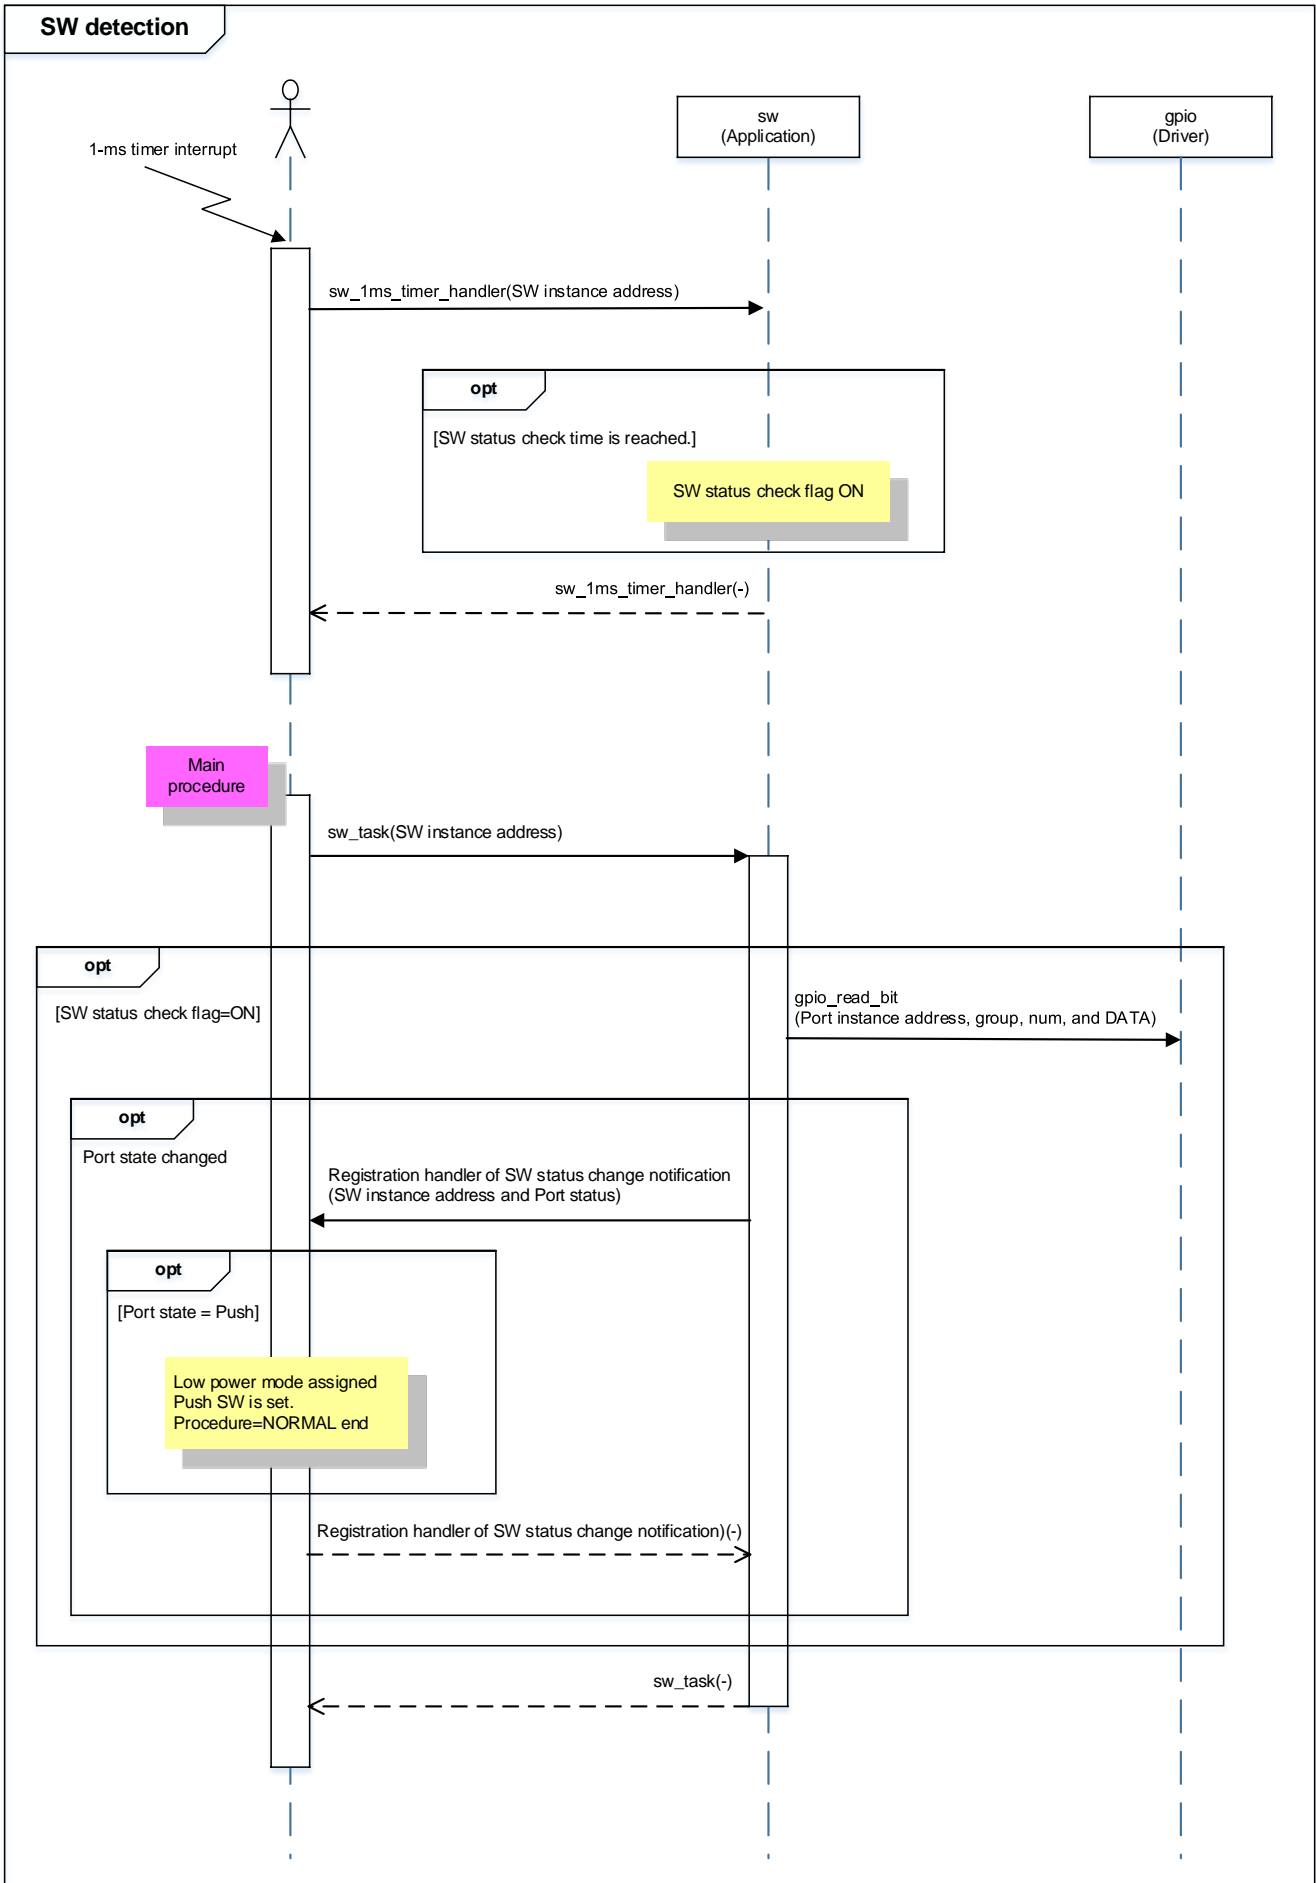 SW detection
sw
(Application)
gpio
(Driver)
1-ms timer interrupt
sw_1ms_timer_handler(SW instance address)
opt
[SW status check time is reached.]
SW status check flag ON
sw_1ms_timer_handler(-)
Main
procedure
sw_task(SW instance address)
opt
[SW status check flag=ON]
gpio_read_bit
(Port instance address, group, num, and DATA)
opt
Port state changed
Registration handler of SW status change notification
(SW instance address and Port status)
opt
[Port state = Push]
Low power mode assigned
Push SW is set.
Procedure=NORMAL end
Registration handler of SW status change notification)(-)
sw_task(-)